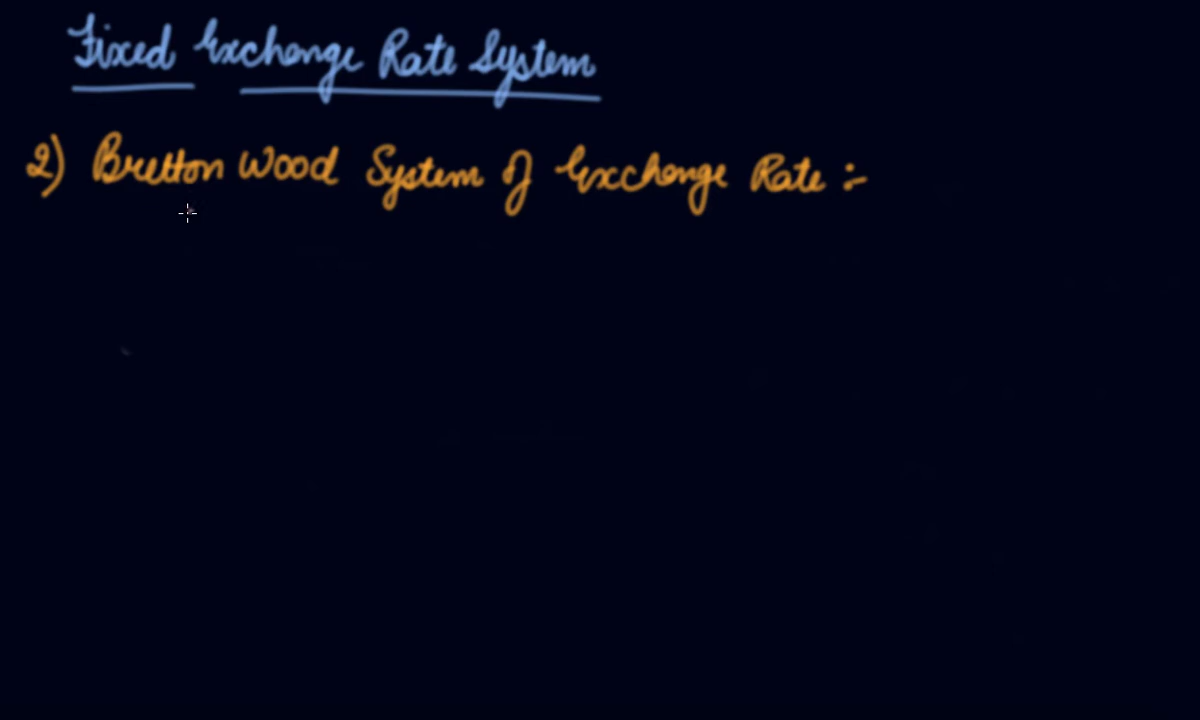 Fixed Exchange Rate System
2) Bretton Wood System of Exchange Rate :-